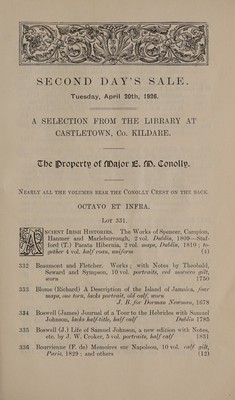 SECOND DAY'S SALE.
Tuesday, April 20th, 1926.
A SELECTION FROM THE LIBRARY AT
CASTLETOWN, Co. KILDARE.
The Property of Major E. M. Conolly.
NEARLY ALL THE VOLUMES BEAR THE CONOLLY CREST ON THE BACK.
OCTAVO ET INFRA.
LOT 331.
ANCIENT IRISH HISTORIES. The Works of Spencer, Campion,
Hanmer and Marleborough, 2 vol. Dublin, 1809—Staf-
ford (T.) Pacata Hibernia, 2 vol. maps, Dublin, 1810; to-
gether 4 vol. half russia, uniform (4)
332 Beaumont and Fletcher. Works; with Notes by Theobald,
Seward and Sympson, 10 vol. portraits, red morocco gilt,
worn 1750
333 Blome (Richard) A Description of the Island of Jamaica, four
maps, one torn, lacks portrait, old calf, worn
J. B., for Dorman Newman, 1678
334 Boswell (James) Journal of a Tour to the Hebrides with Samuel
Johnson, lacks half-title, half calf Dublin 1785
335 Boswell (J.) Life of Samuel Johnson, a new edition with Notes,
etc. by J. W. Croker, 5 vol. portraits, half calf 1831
336 Bourrienne (F. de) Memoires sur Napoleon, 10 vol. calf gilt,
Paris, 1829; and others (12)